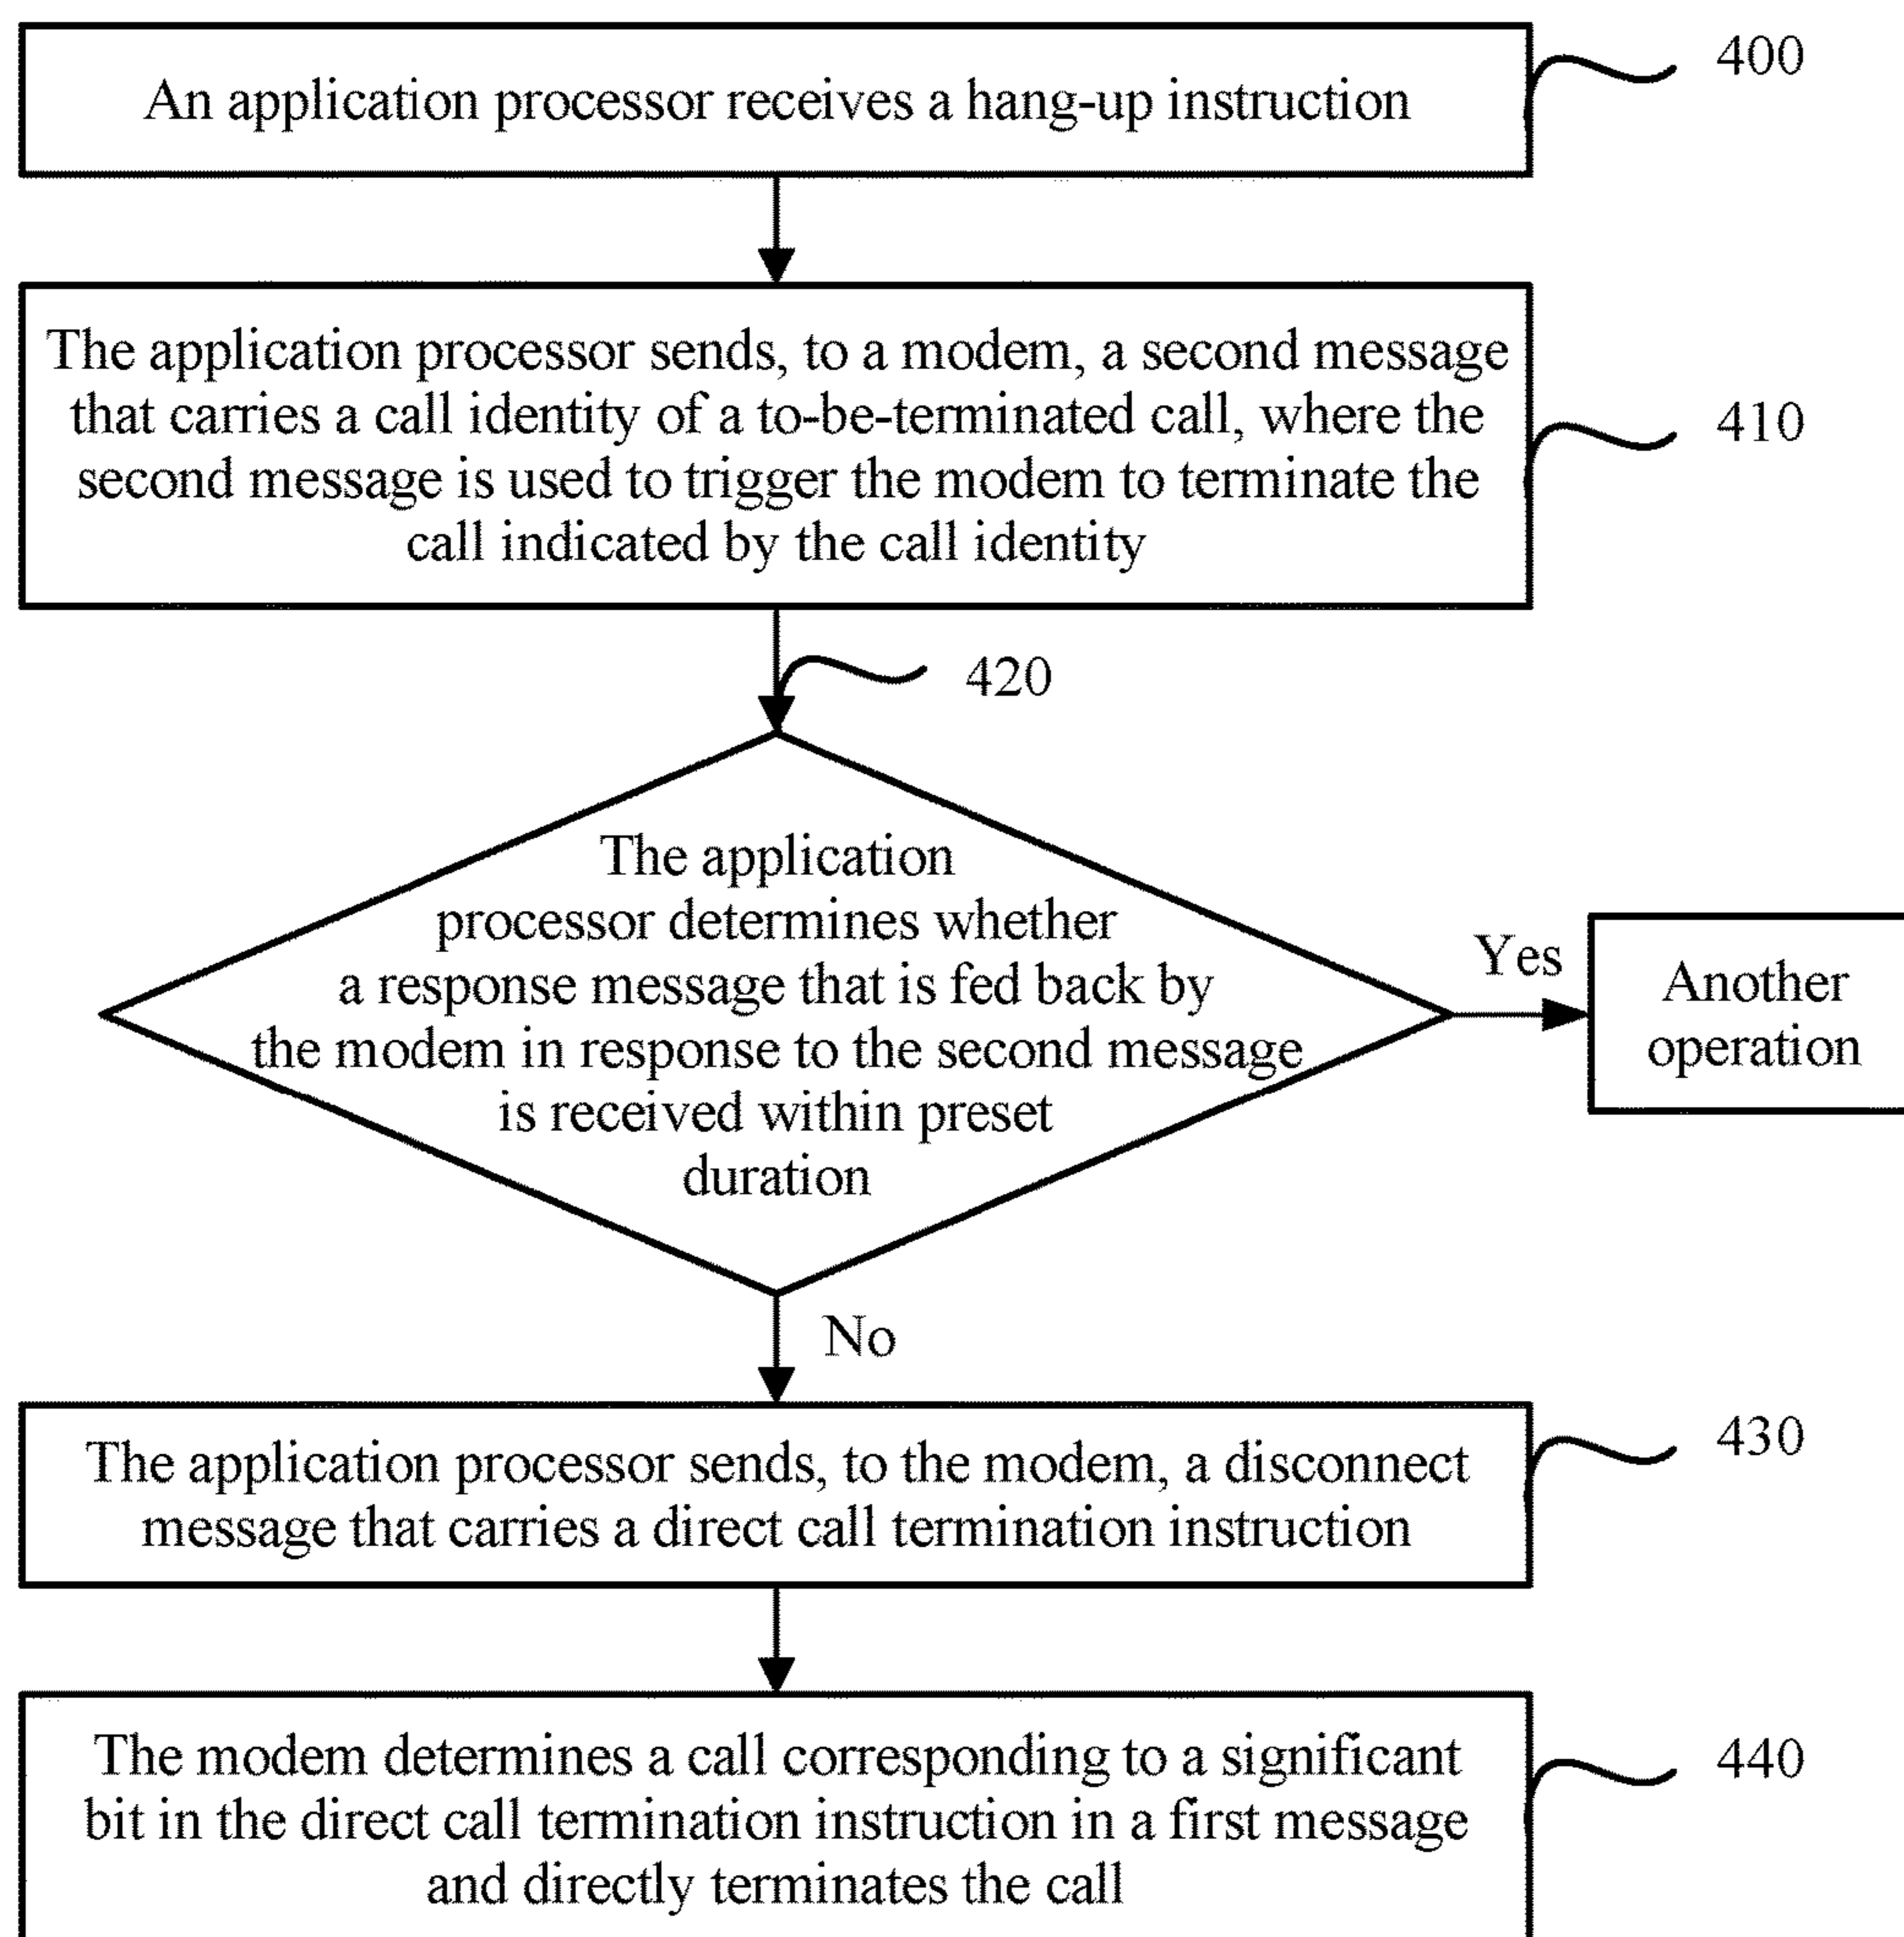 An application processor receives a hang-up instruction
400
The application processor sends, to a modem, a second message
that carries a call identity of a to-be-terminated call, where the
second message is used to trigger the modem to terminate the
call indicated by the call identity
410
420
The application
processor determines whether
a response message that is fed back by
the modem in response to the second message
is received within preset
duration
Yes
Another
operation
No
The application processor sends, to the modem, a disconnect
message that carries a direct call termination instruction
430
The modem determines a call corresponding to a significant
bit in the direct call termination instruction in a first message
and directly terminates the call
440